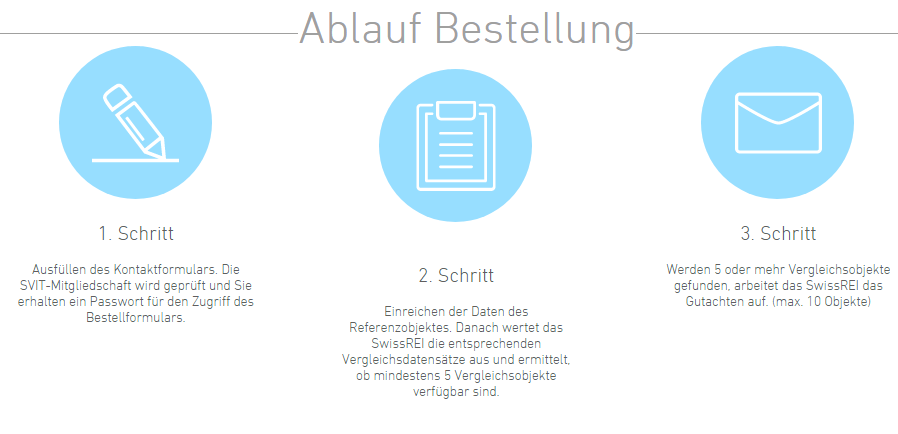 Ablauf Bestellung
1. Schritt
Ausfüllen des Kontaktformulars. Die
SVIT-Mitgliedschaft wird geprüft und Sie
erhalten ein Passwort für den Zugriff des
Bestellformulars.
2. Schritt
Einreichen der Daten des
Referenzobjektes. Danach wertet das
SwissREI die entsprechenden
Vergleichsdatensätze aus und ermittelt,
ob mindestens 5 Vergleichsobjekte
verfügbar sind.
3. Schritt
Werden 5 oder mehr Vergleichsobjekte
gefunden, arbeitet das SwissREI das
Gutachten auf. (max. 10 Objekte)